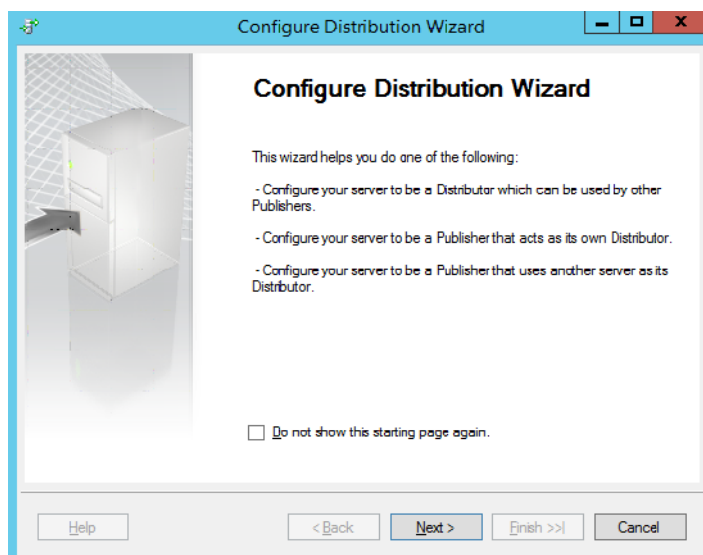 Configure Distribution Wizard
X
Configure Distribution Wizard
This wizard helps you do one of the following:
- Configure your server to be a Distributor which can be used by other
Publishers.
- Configure your server to be a Publisher that acts as its own Distributor.
- Configure your server to be a Publisher that uses another server as its
Distributor.
Do not show this starting page again.
Help
< Back
Next >
Finish >>|
Cancel